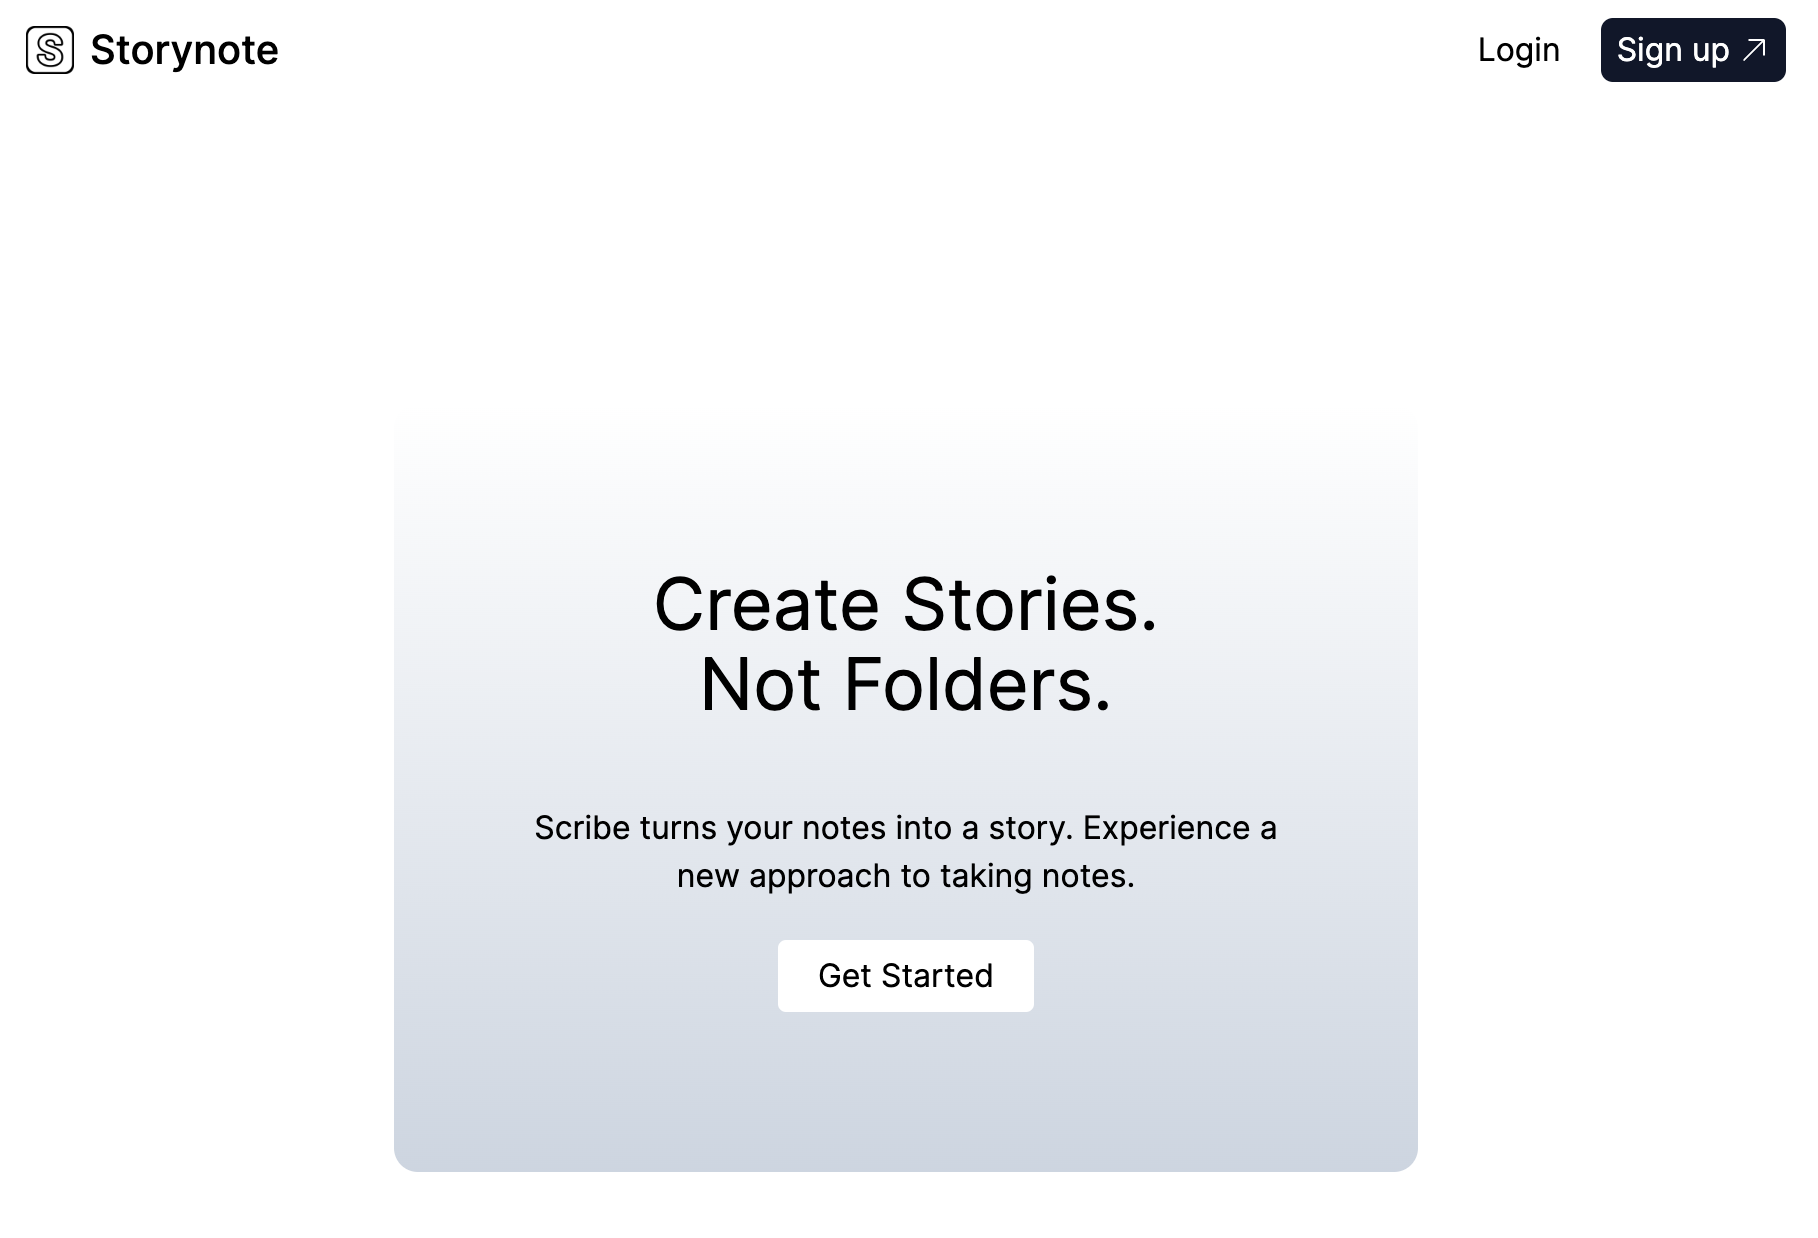 S Storynote
Login
Sign up
Create Stories.
Not Folders.
Scribe turns your notes into a story. Experience a
new approach to taking notes.
Get Started